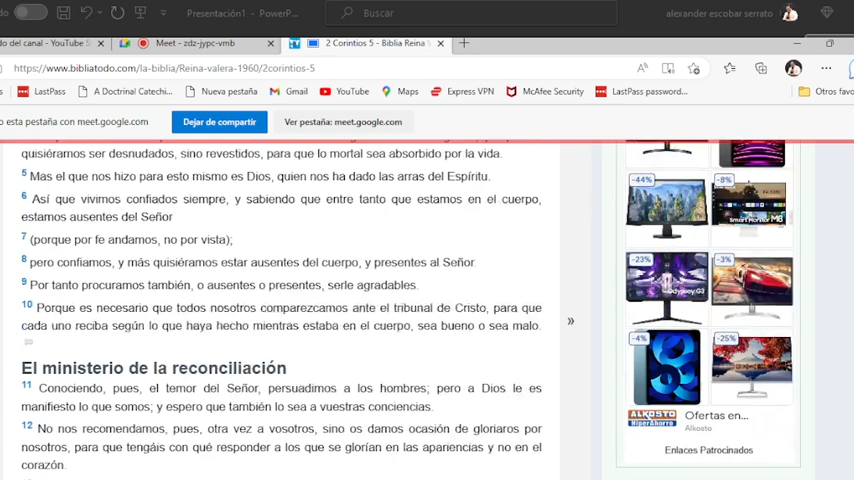 Presentación1 - PowerP...
Buscar
alexander escobar serrato
do del canal - YouTube S
Meet - zdz-jypc-vmb
2 Corintios 5 - Biblia Reina V
https://www.bibliatodo.com/la-biblia/Reina-valera-1960/2corintios-5
LastPass
A Doctrinal Catechi...
Nueva pestaña
Gmail
YouTube
Maps
Express VPN
McAfee Security
LastPass password...
Otros favo
o esta pestaña con meet.google.com
Dejar de compartir
Ver pestaña: meet.google.com
quisiéramos ser desnudados, sino revestidos, para que lo mortal sea absorbido por la vida.
5 Mas el que nos hizo para esto mismo es Dios, quien nos ha dado las arras del Espíritu.
6 Así que vivimos confiados siempre, y sabiendo que entre tanto que estamos en el cuerpo,
estamos ausentes del Señor
7 (porque por fe andamos, no por vista);
8 pero confiamos, y más quisiéramos estar ausentes del cuerpo, y presentes al Señor.
9 Por tanto procuramos también, o ausentes o presentes, serle agradables.
10 Porque es necesario que todos nosotros comparezcamos ante el tribunal de Cristo, para que
cada uno reciba según lo que haya hecho mientras estaba en el cuerpo, sea bueno o sea malo.
El ministerio de la reconciliación
11 Conociendo, pues, el temor del Señor, persuadimos a los hombres; pero a Dios le es
manifiesto lo que somos; y espero que también lo sea a vuestras conciencias.
12 No nos recomendamos, pues, otra vez a vosotros, sino os damos ocasión de gloriaros por
nosotros, para que tengáis con qué responder a los que se glorían en las apariencias y no en el
corazón.
»
-44%
-8%
Smart Monitor M8
-23%
Odyssey G3
-3%
-4%
-25%
ALKOSTO
HiperAhorro
Ofertas en...
Alkosto
Enlaces Patrocinados